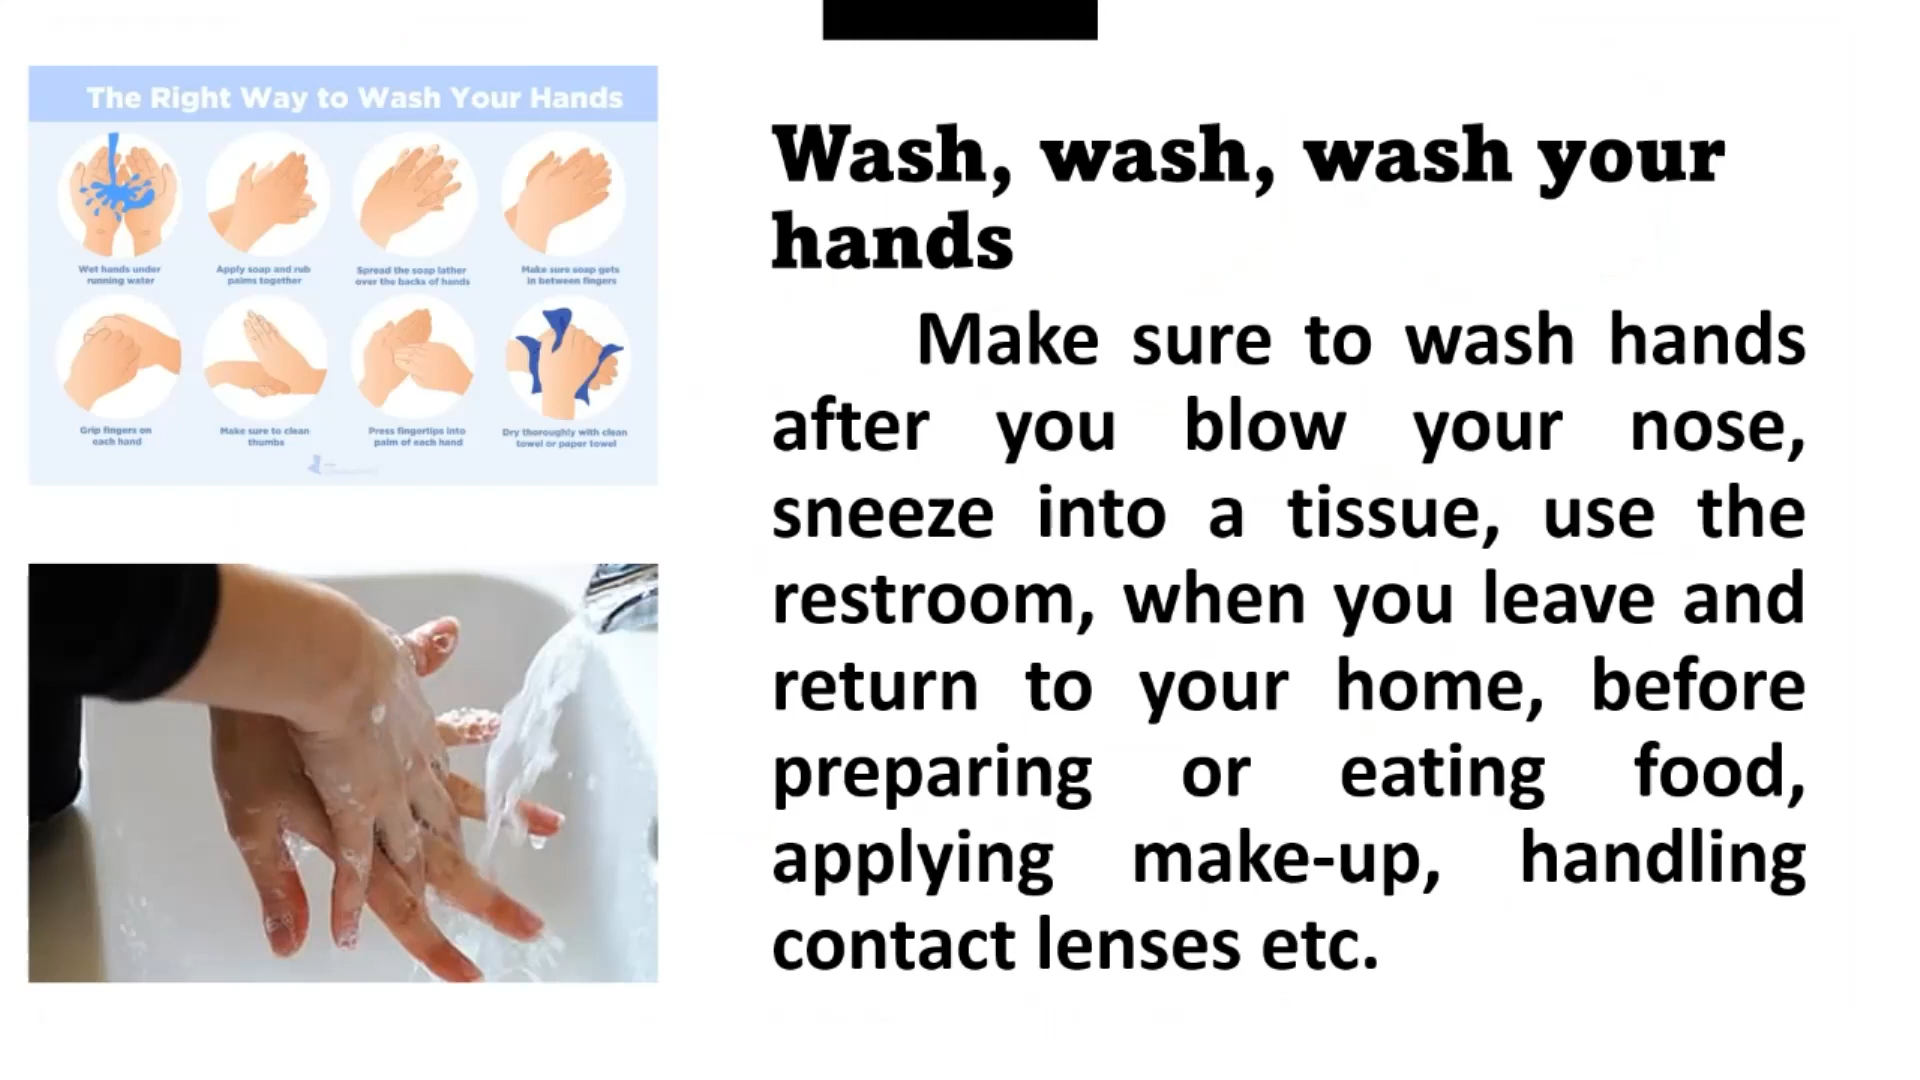 The Right Way to Wash Your Hands
Wet hands under
running water
Apply soap and rub
palms together
Spread the soap lather
over the backs of hands
Make sure soap gets
in between fingers
Grip fingers on
each hand
Make sure to clean
thumbs
Press fingertips into
palm of each hand
Dry thoroughly with clean
towel or paper towel
Wash, wash, wash your
hands
Make sure to wash hands
after you blow your nose,
sneeze into a tissue, use the
restroom, when you leave and
return to your home, before
preparing or eating food,
applying make-up, handling
contact lenses etc.